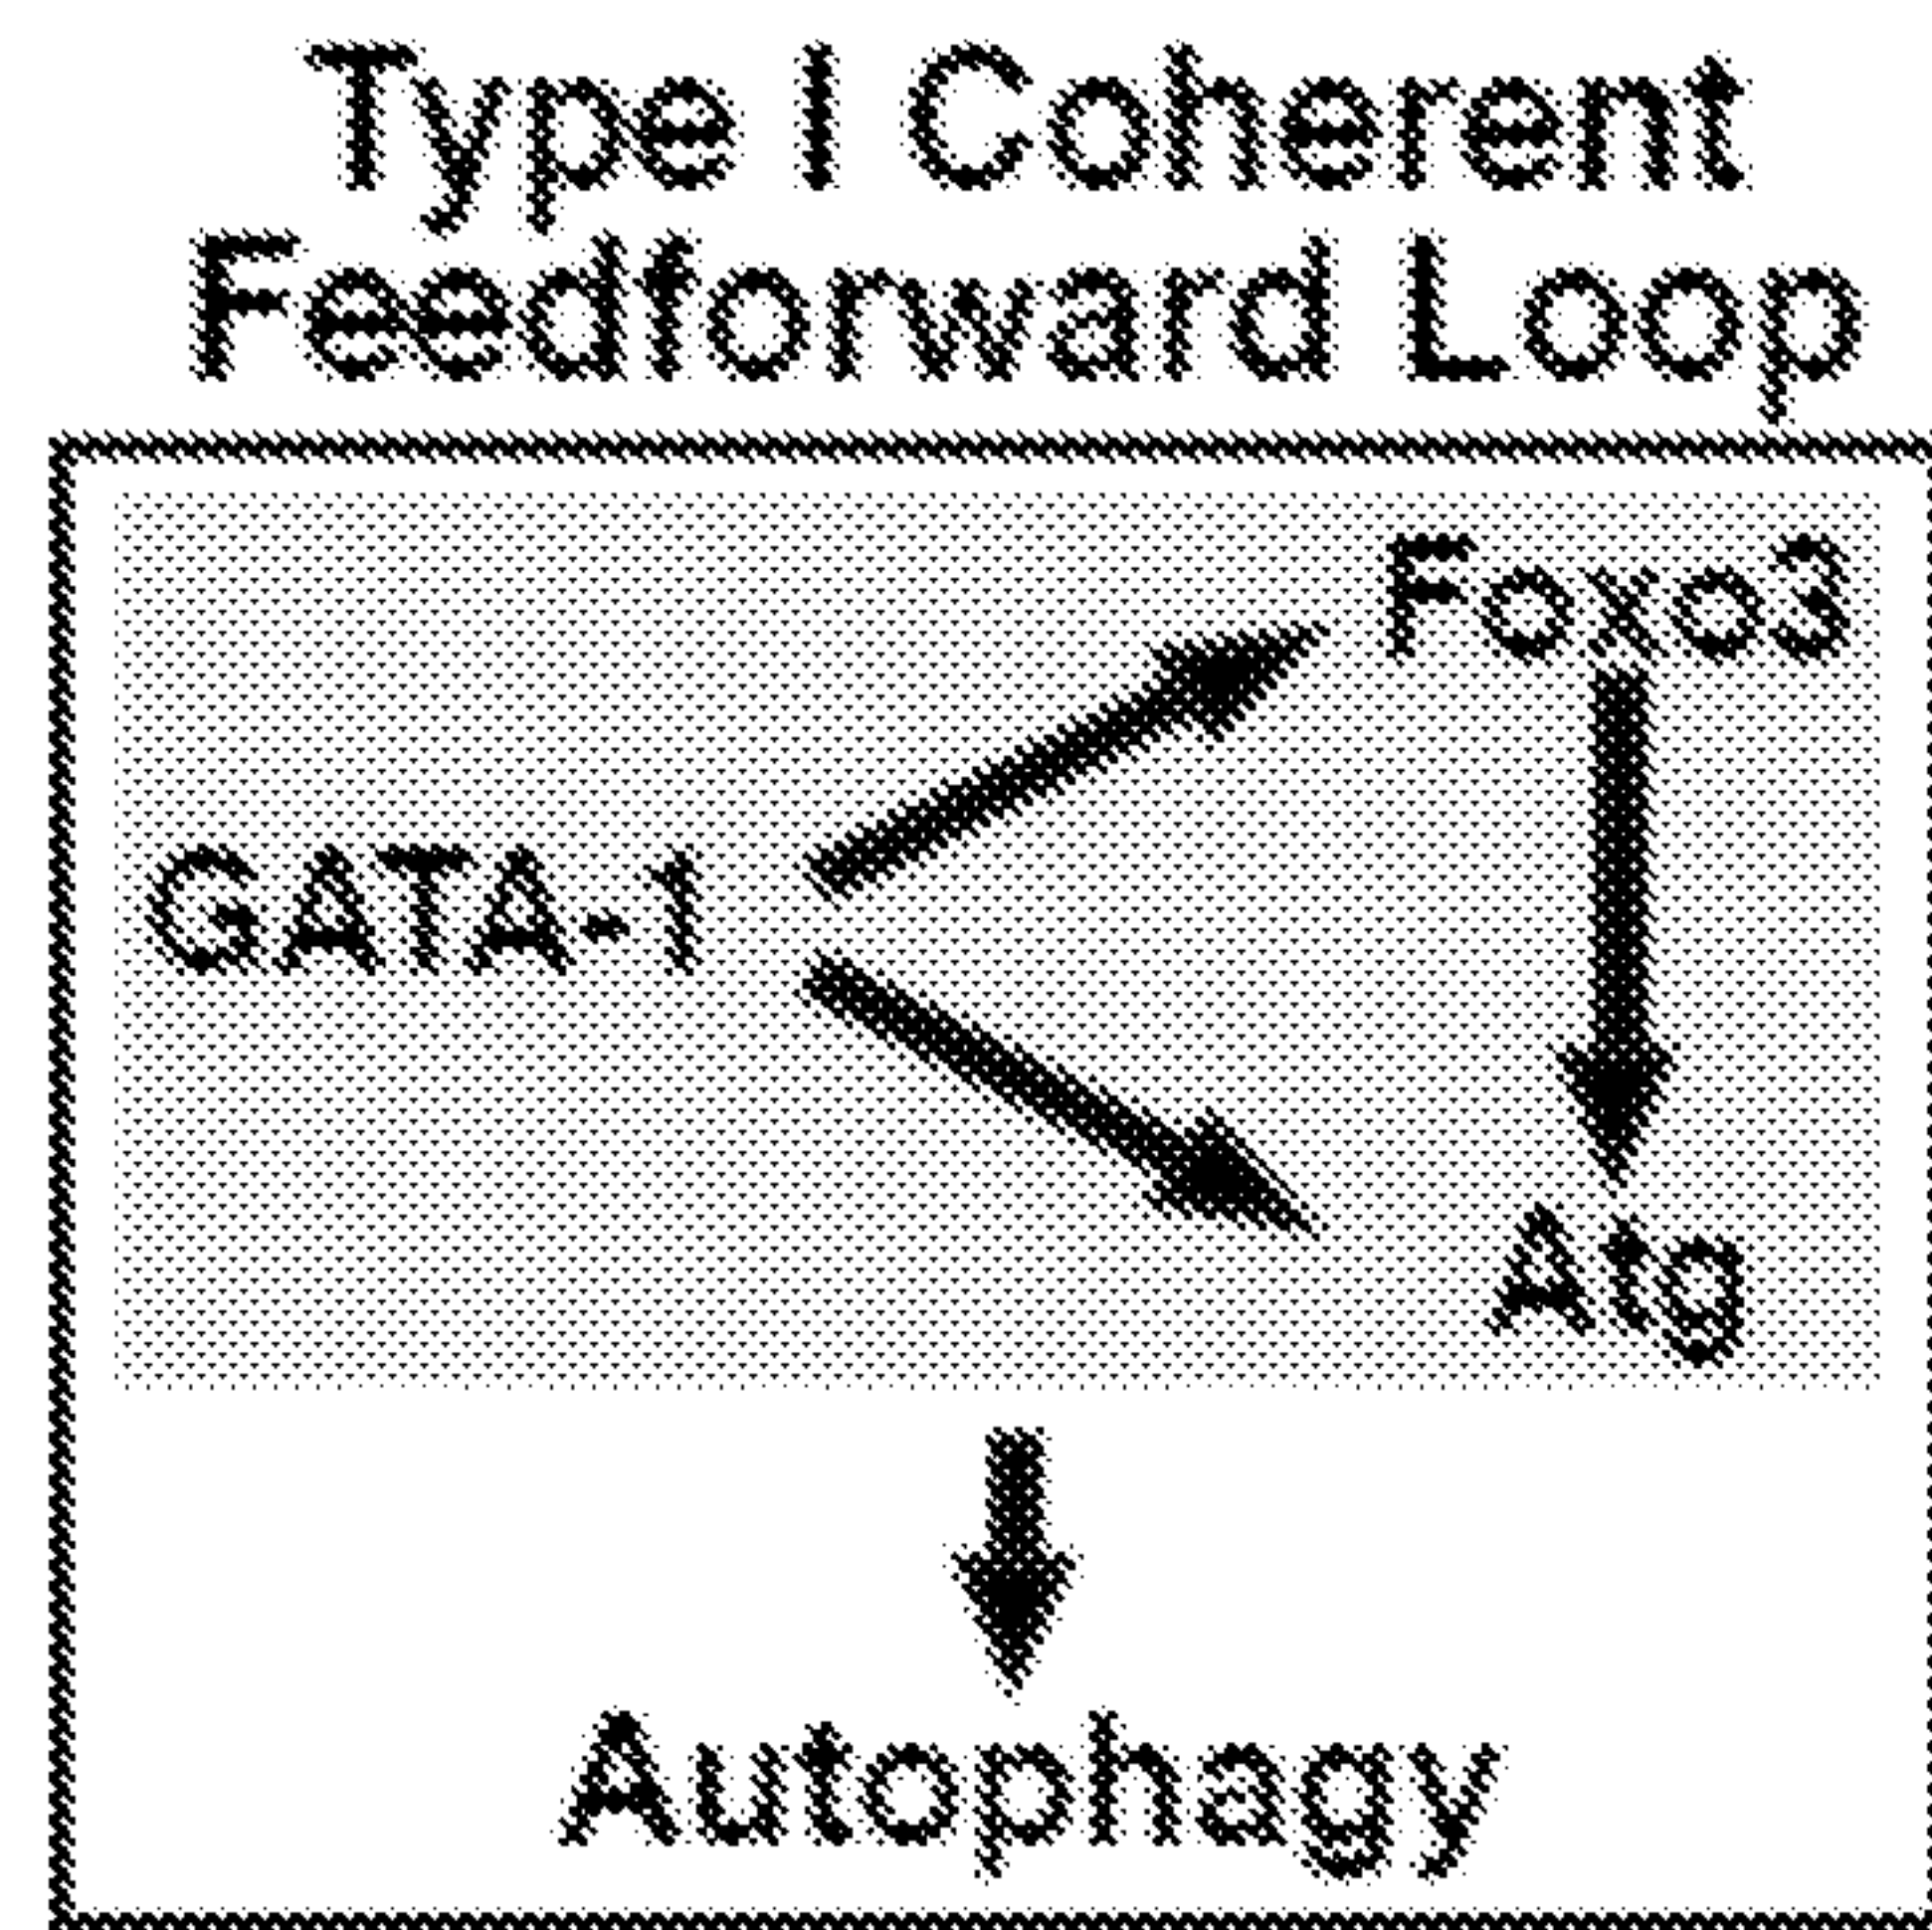 Type I Coherent
Feedforward Loop
Foxo3
GATA-1
Atg
Autophagy